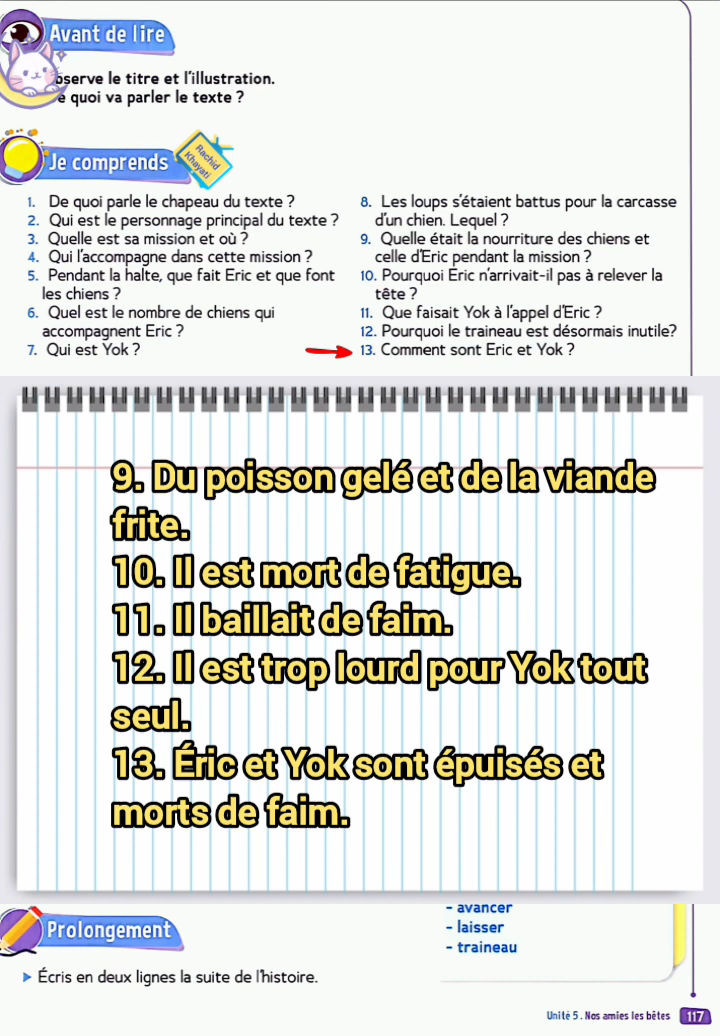 Avant de lire
bserve le titre et l'illustration.
e quoi va parler le texte ?
Je comprends
Rachid
Khayati
1. De quoi parle le chapeau du texte ?
2. Qui est le personnage principal du texte ?
3. Quelle est sa mission et où ?
4. Qui l'accompagne dans cette mission ?
5. Pendant la halte, que fait Eric et que font
les chiens ?
6. Quel est le nombre de chiens qui
accompagnent Eric ?
7. Qui est Yok ?
8. Les loups s'étaient battus pour la carcasse
d'un chien. Lequel ?
9. Quelle était la nourriture des chiens et
celle d'Eric pendant la mission ?
10. Pourquoi Eric n'arrivait-il pas à relever la
tête ?
11. Que faisait Yok à l'appel d'Eric ?
12. Pourquoi le traineau est désormais inutile?
13. Comment sont Eric et Yok ?
9. Du poisson gelé et de la viande
frite.
10. Il est mort de fatigue.
11. Il baillait de faim.
12. Il est trop lourd pour Yok tout
seul.
13. Éric et Yok sont épuisés et
morts de faim.
- avancer
- laisser
- traineau
Prolongement
Écris en deux lignes la suite de l'histoire.
Unité 5. Nos amies les bêtes 117